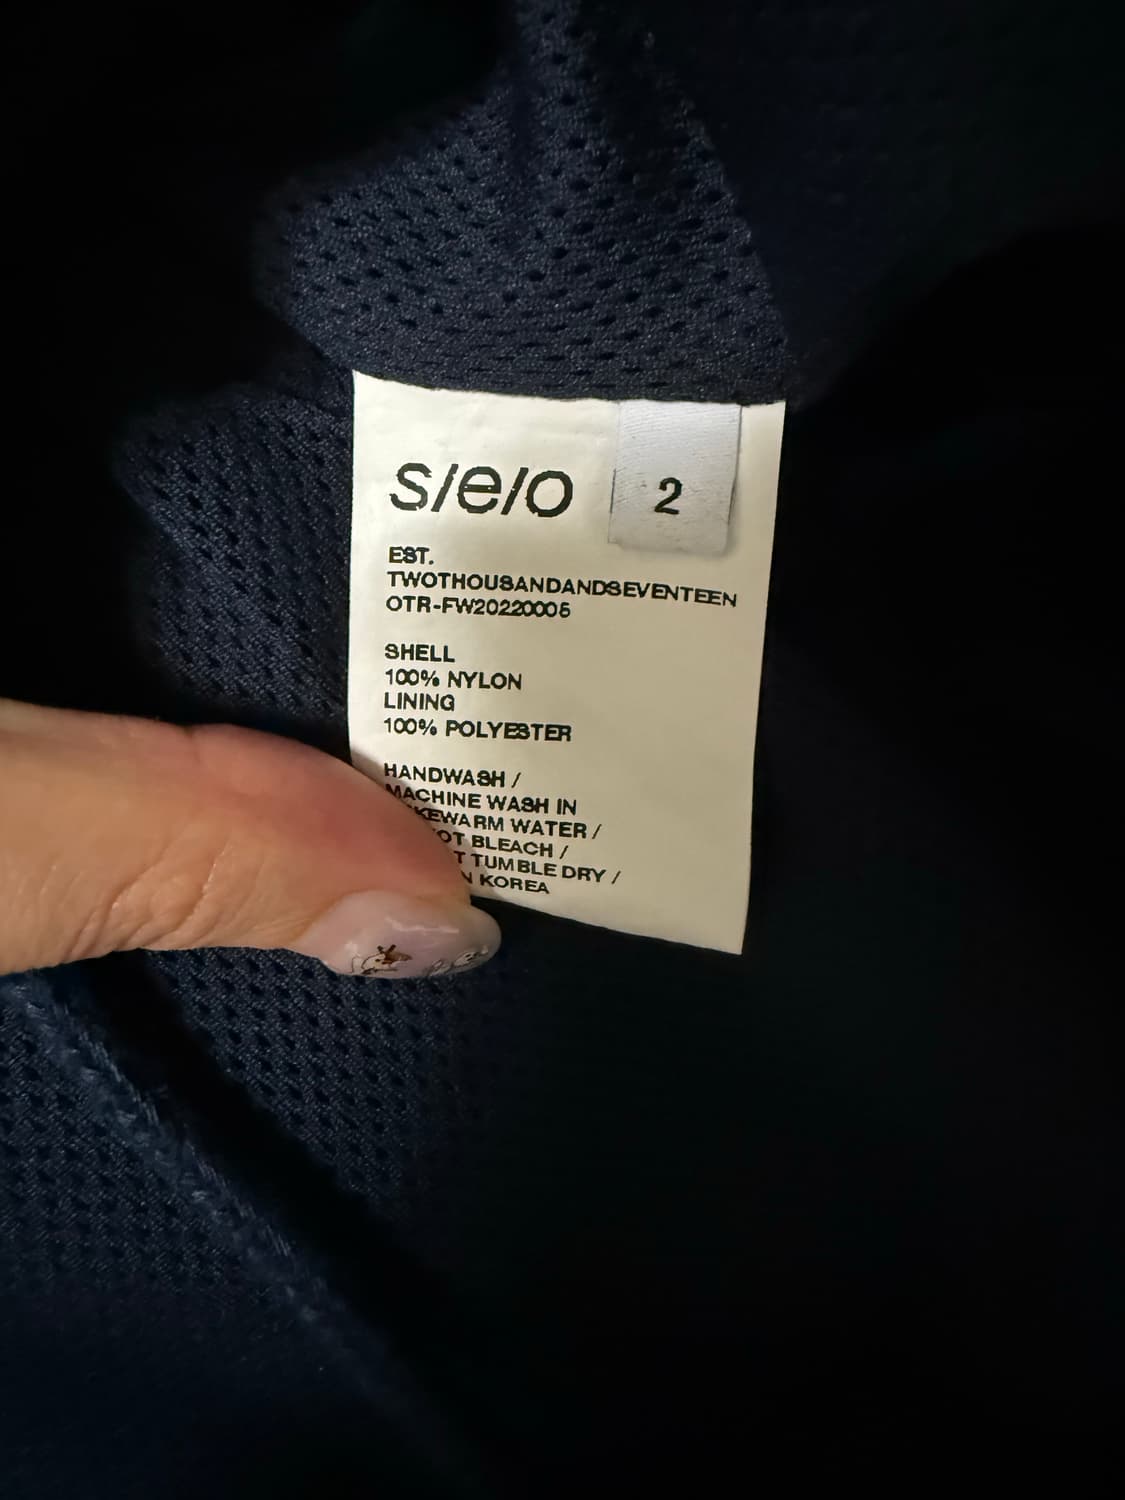 s/e/o
2
EST.
TWOTHOUSANDANDSEVENTEEN
OTR-FW20220005
SHELL
100% NYLON
LINING
100% POLYESTER
HANDWASH /
MACHINE WASH IN
WARM WATER /
BLEACH /
TUMBLE DRY /
KOREA